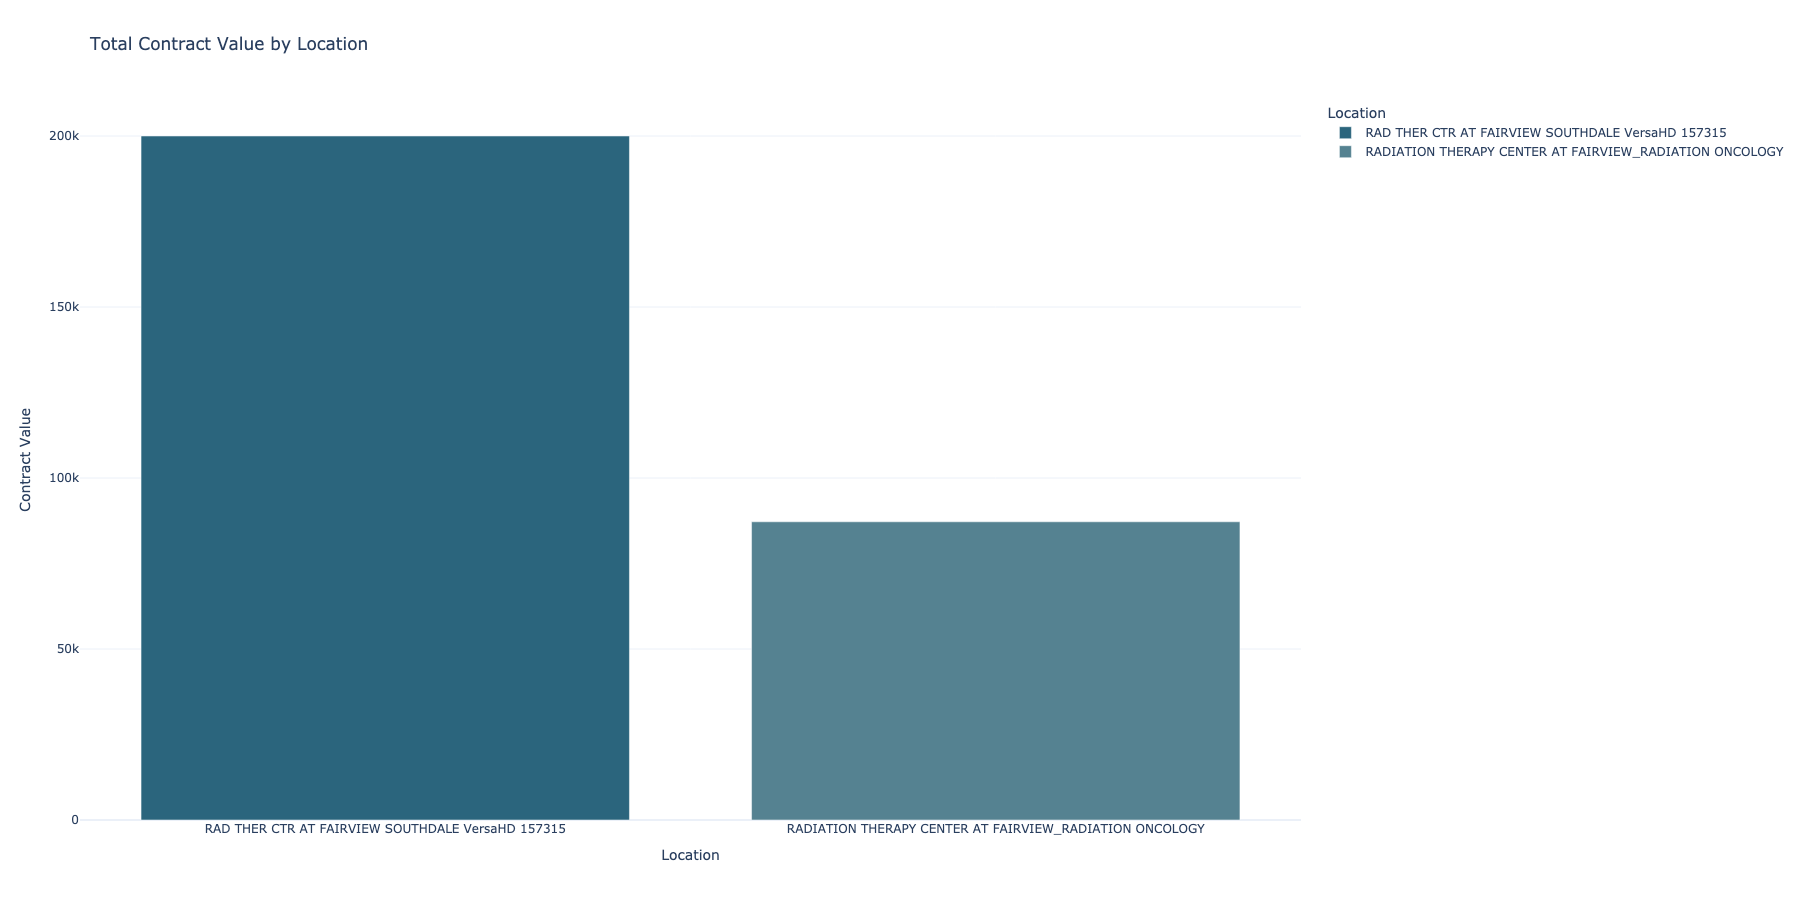 Total Contract Value by Location
Location
RAD THER CTR AT FAIRVIEW SOUTHDALE VersaHD 157315
RADIATION THERAPY CENTER AT FAIRVIEW_RADIATION ONCOLOGY
200k
150k
100k
50k
0
Contract Value
RAD THER CTR AT FAIRVIEW SOUTHDALE VersaHD 157315
RADIATION THERAPY CENTER AT FAIRVIEW_RADIATION ONCOLOGY
Location